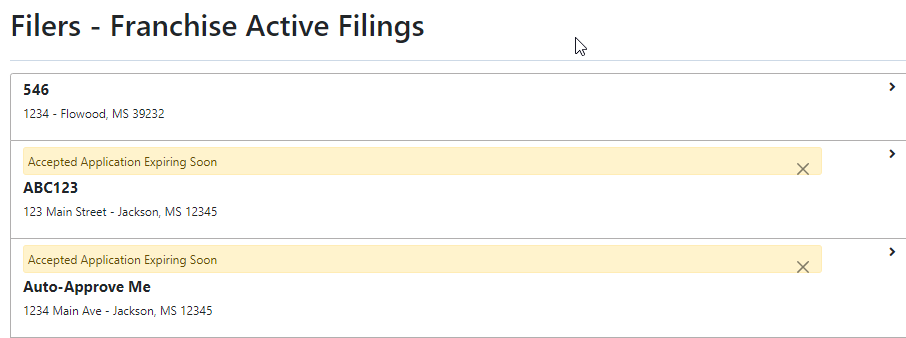 Filers - Franchise Active Filings
546
1234 - Flowood, MS 39232
Accepted Application Expiring Soon
ABC123
123 Main Street - Jackson, MS 12345
Accepted Application Expiring Soon
Auto-Approve Me
1234 Main Ave - Jackson, MS 12345